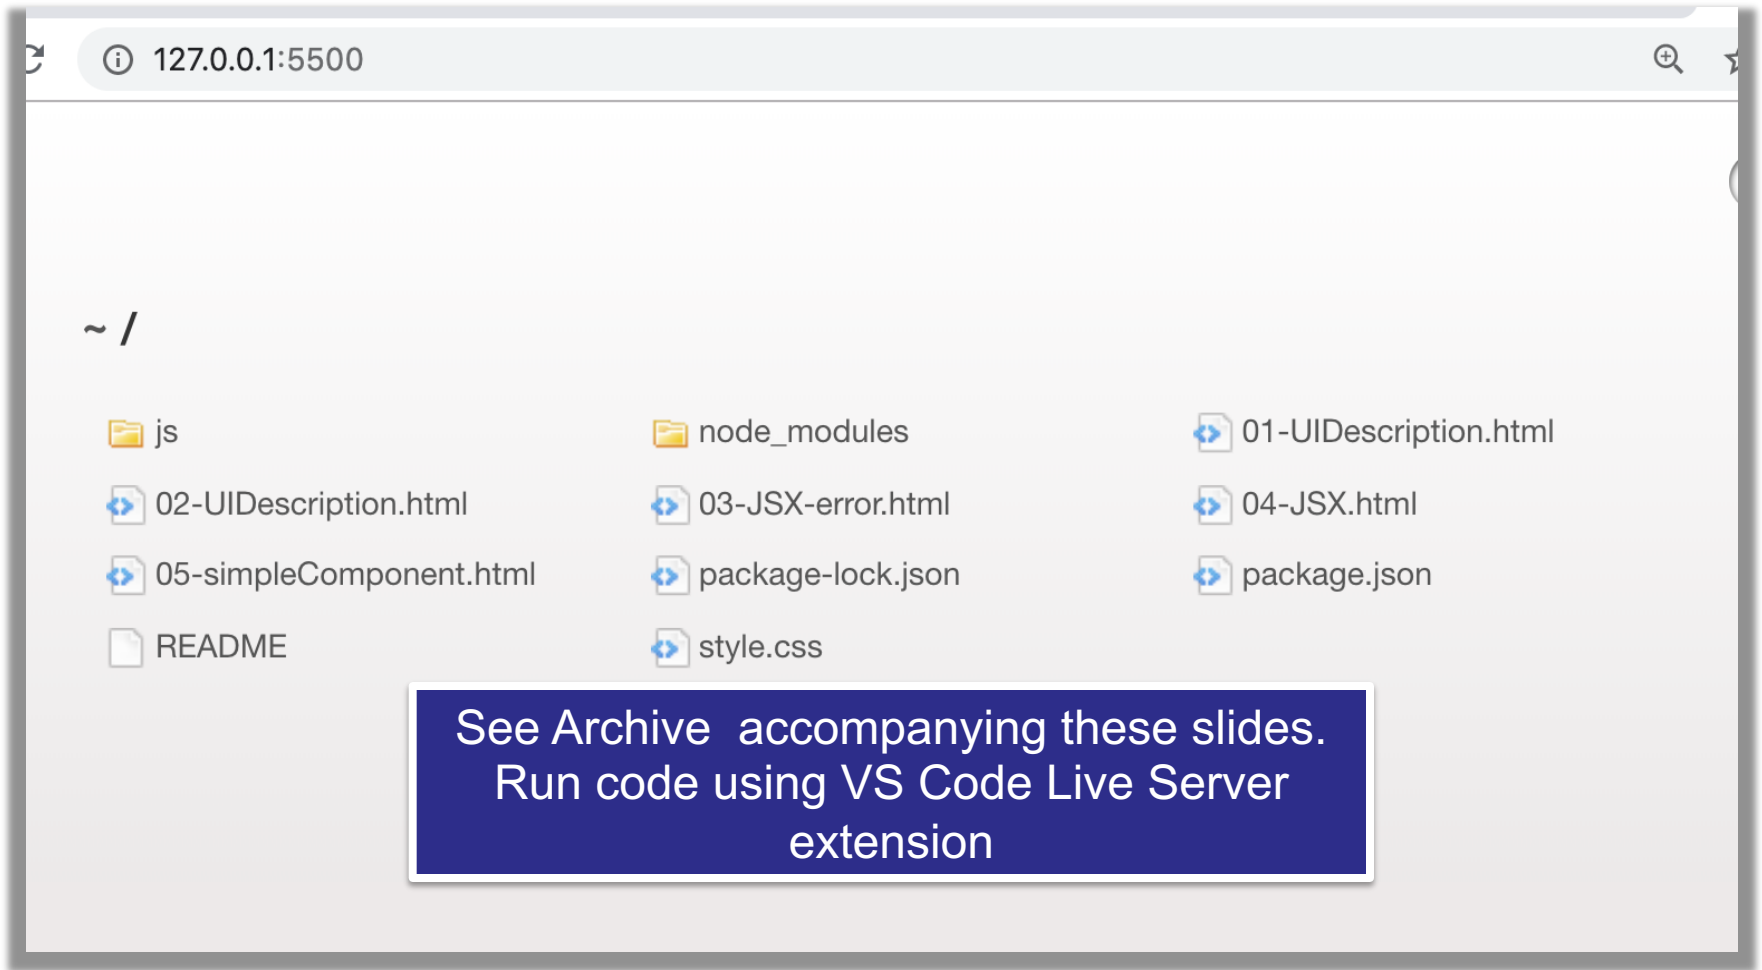 127.0.0.1:5500
~ /
js node_modules 01-UIDescription.html
02-UIDescription.html 03-JSX-error.html 04-JSX.html
05-simpleComponent.html package-lock.json package.json
README style.css
See Archive  accompanying these slides.
Run code using VS Code Live Server
extension